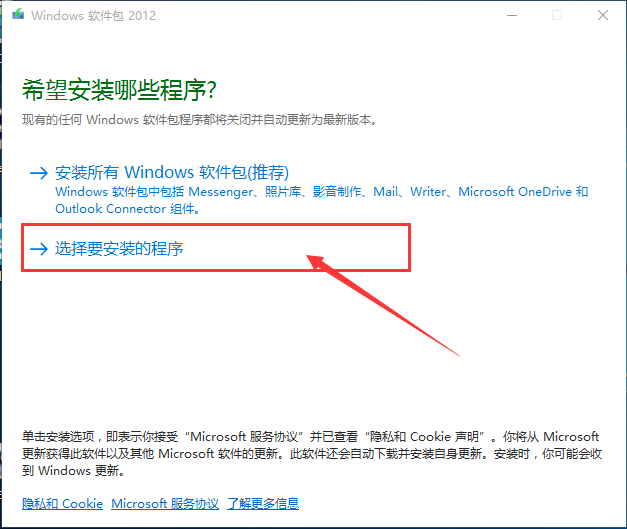 Windows 软件包 2012
希望安装哪些程序?
现有的任何 Windows 软件包程序都将关闭并自动更新为最新版本。
安装所有 Windows 软件包(推荐)
Windows 软件包中包括 Messenger、照片库、影音制作、Mail、Writer、Microsoft OneDrive 和
Outlook Connector 组件。
选择要安装的程序
单击安装选项，即表示你接受“Microsoft 服务协议”并已查看“隐私和 Cookie 声明”。你将从 Microsoft
更新获得此软件以及其他 Microsoft 软件的更新。此软件还会自动下载并安装自身更新。安装时，你可能会收
到 Windows 更新。
隐私和 Cookie Microsoft 服务协议 了解更多信息